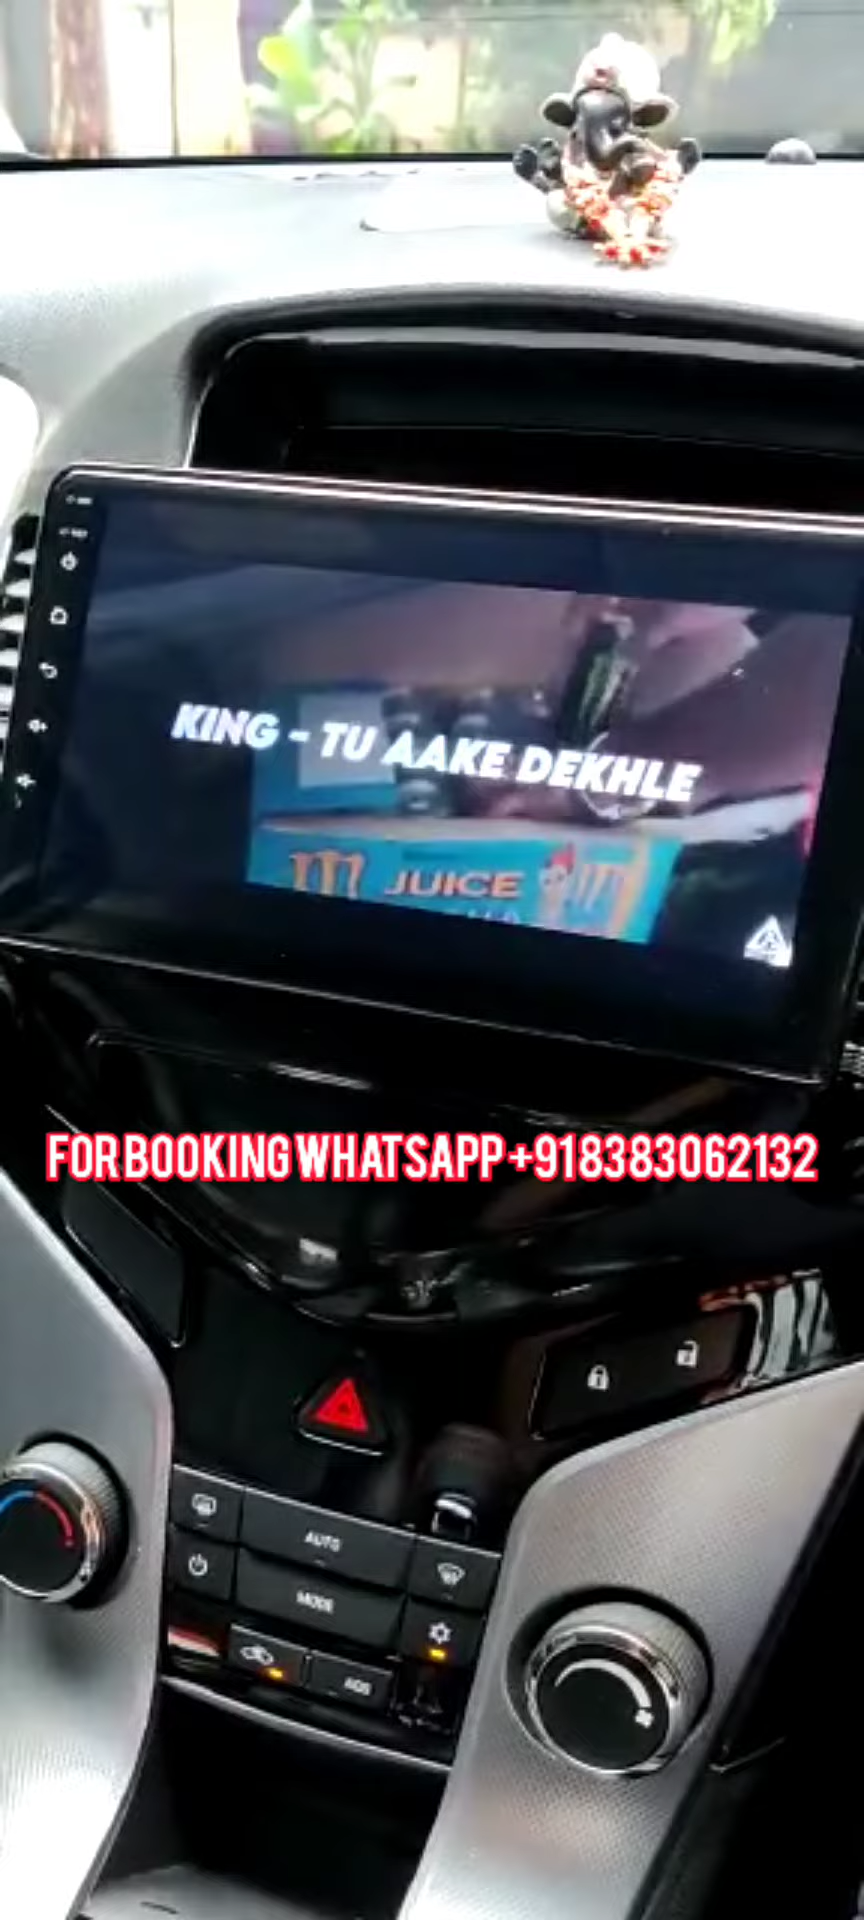 KING - TU AAKE DEKHLE
JUICE
FOR BOOKING WHATSAPP +918383062132
AUTO
MODE